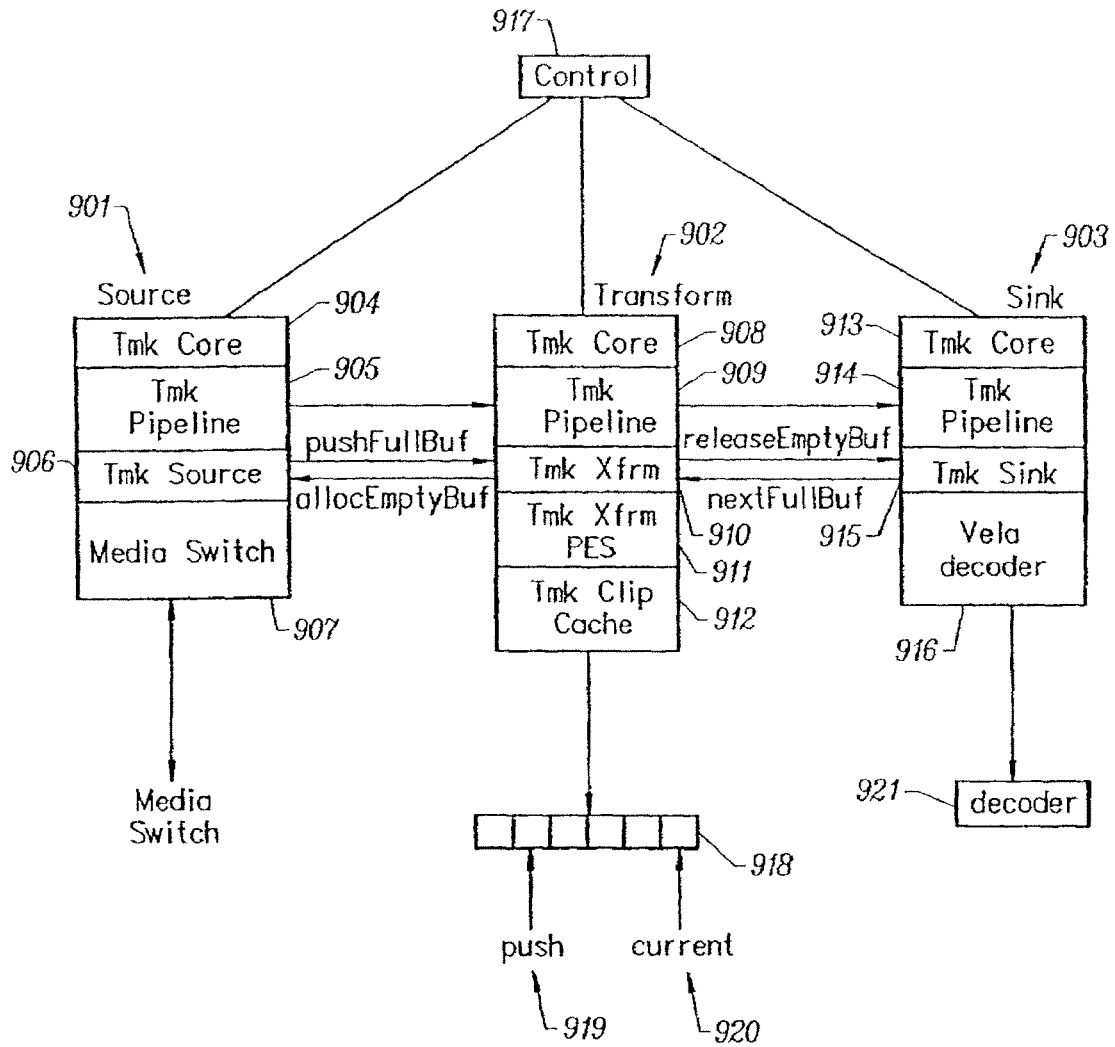 917
Control
901
902
903
Source
Transform
Sink
904
908
913
Tmk Core
Tmk Core
Tmk Core
905
909
914
Tmk
Pipeline
Tmk
Pipeline
Tmk
Pipeline
pushFullBuf
releaseEmptyBuf
906
Tmk Source
Tmk Xfrm
Tmk Sink
allocEmptyBuf
nextFullBuf
910
915
Media Switch
Tmk Xfrm
PES
Vela
decoder
911
907
Tmk Clip
Cache
912
916
Media
Switch
921
decoder
918
push
current
919
920